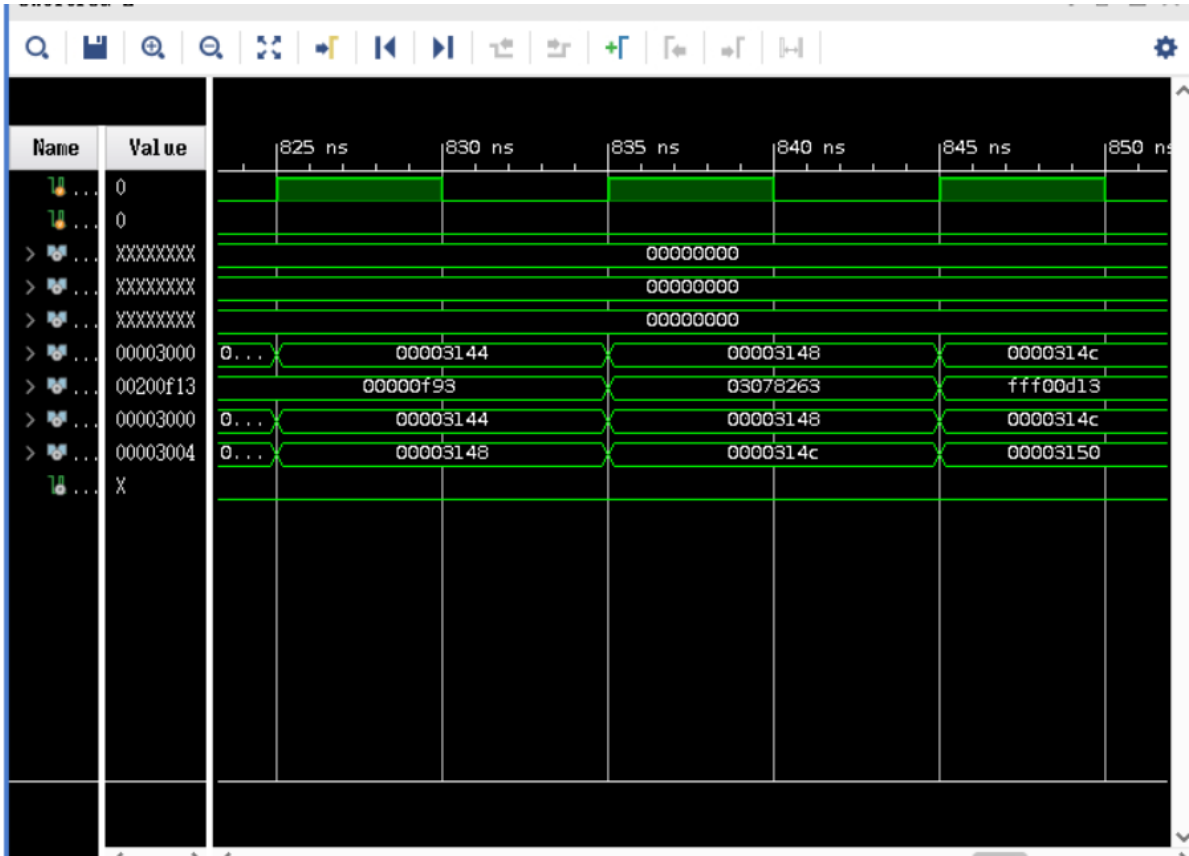 Name Value 825 ns 830 ns 835 ns 840 ns 845 ns 850 ns
... 0
... 0
... XXXXXXXX 00000000
... XXXXXXXX 00000000
... XXXXXXXX 00000000
... 00003000 0... 00003144 00003148 0000314c
... 00200f13 00000f93 03078263 fff00d13
... 00003000 0... 00003144 00003148 0000314c
... 00003004 0... 00003148 0000314c 00003150
... X